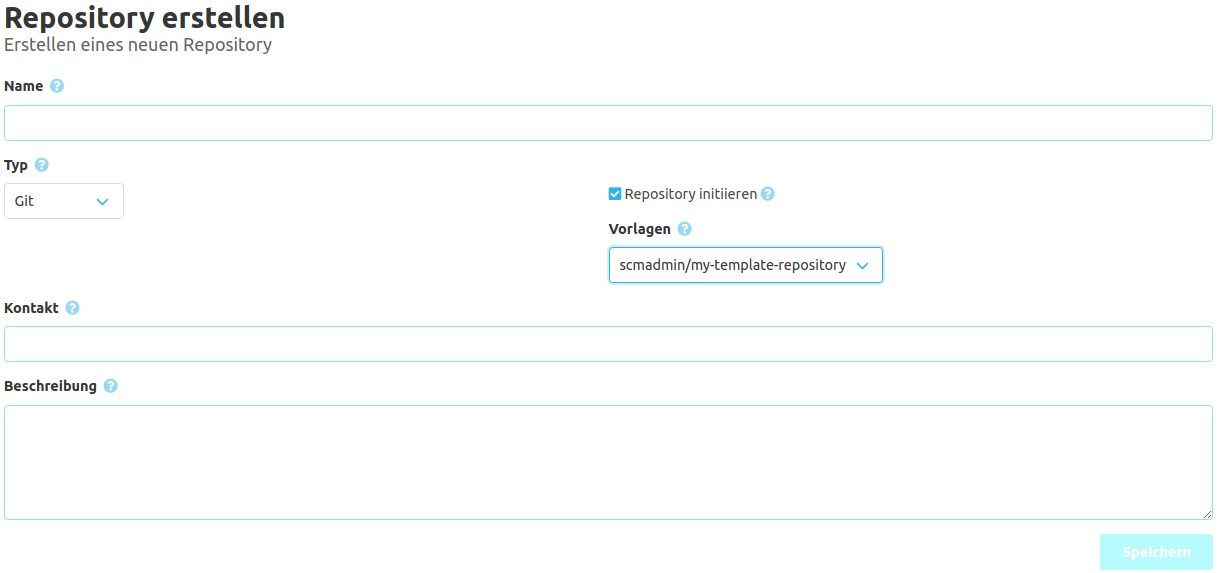 Repository erstellen
Erstellen eines neuen Repository
Name ?
Typ ?
Git
Repository initiieren ?
Vorlagen ?
scmadmin/my-template-repository
Kontakt ?
Beschreibung ?
Speichern